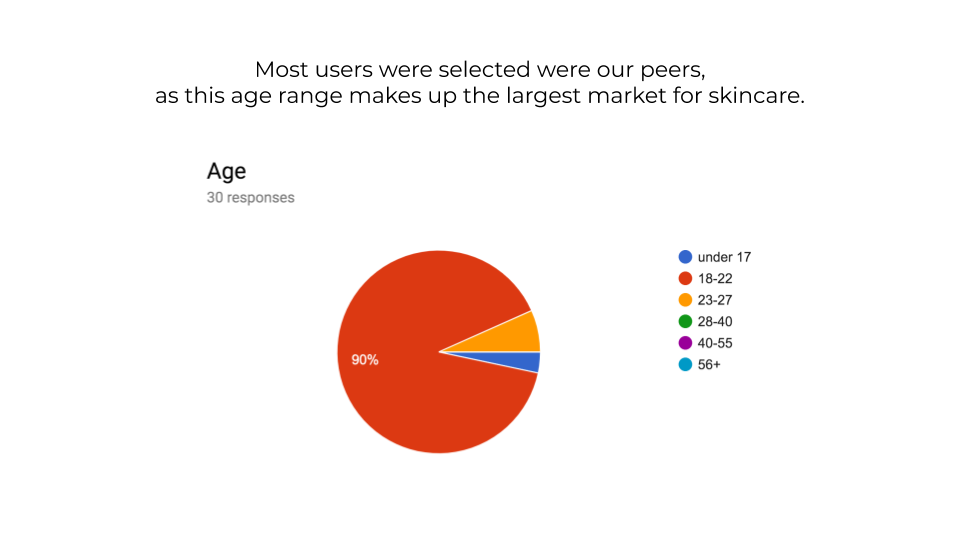 Most users were selected were our peers,
as this age range makes up the largest market for skincare.
Age
30 responses
90%
under 17
18-22
23-27
28-40
40-55
56+